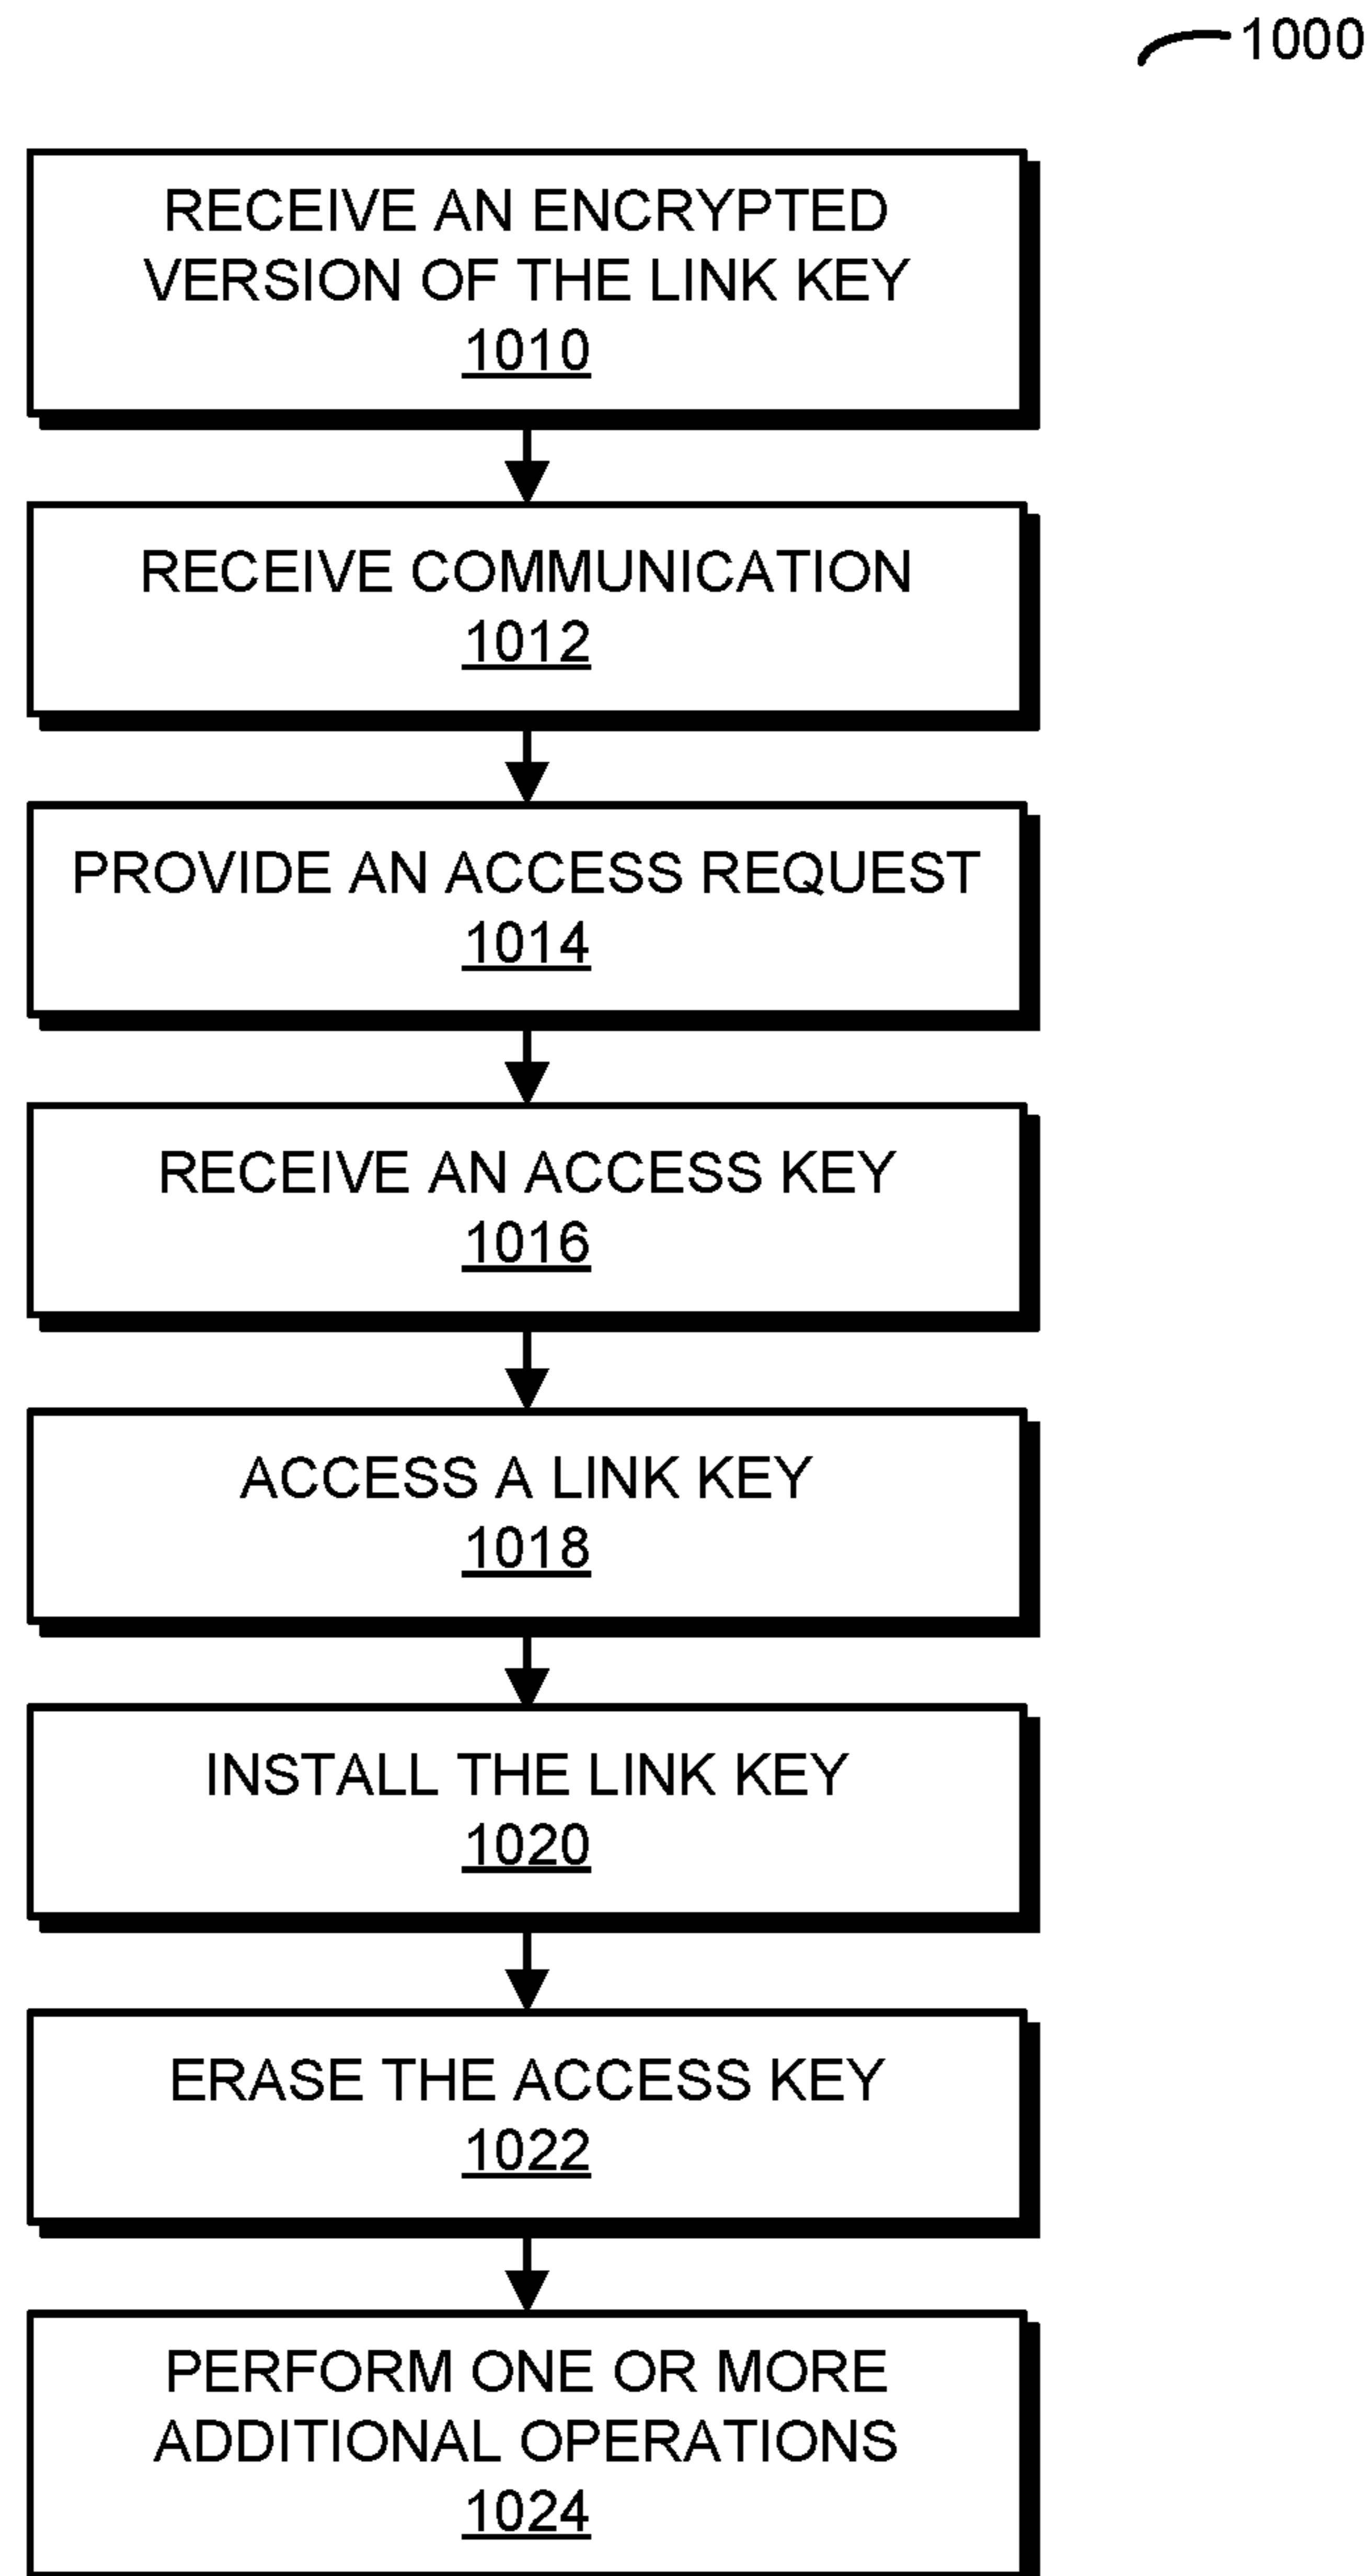 1000
RECEIVE AN ENCRYPTED
VERSION OF THE LINK KEY
1010
RECEIVE COMMUNICATION
1012
PROVIDE AN ACCESS REQUEST
1014
RECEIVE AN ACCESS KEY
1016
ACCESS A LINK KEY
1018
INSTALL THE LINK KEY
1020
ERASE THE ACCESS KEY
1022
PERFORM ONE OR MORE
ADDITIONAL OPERATIONS
1024